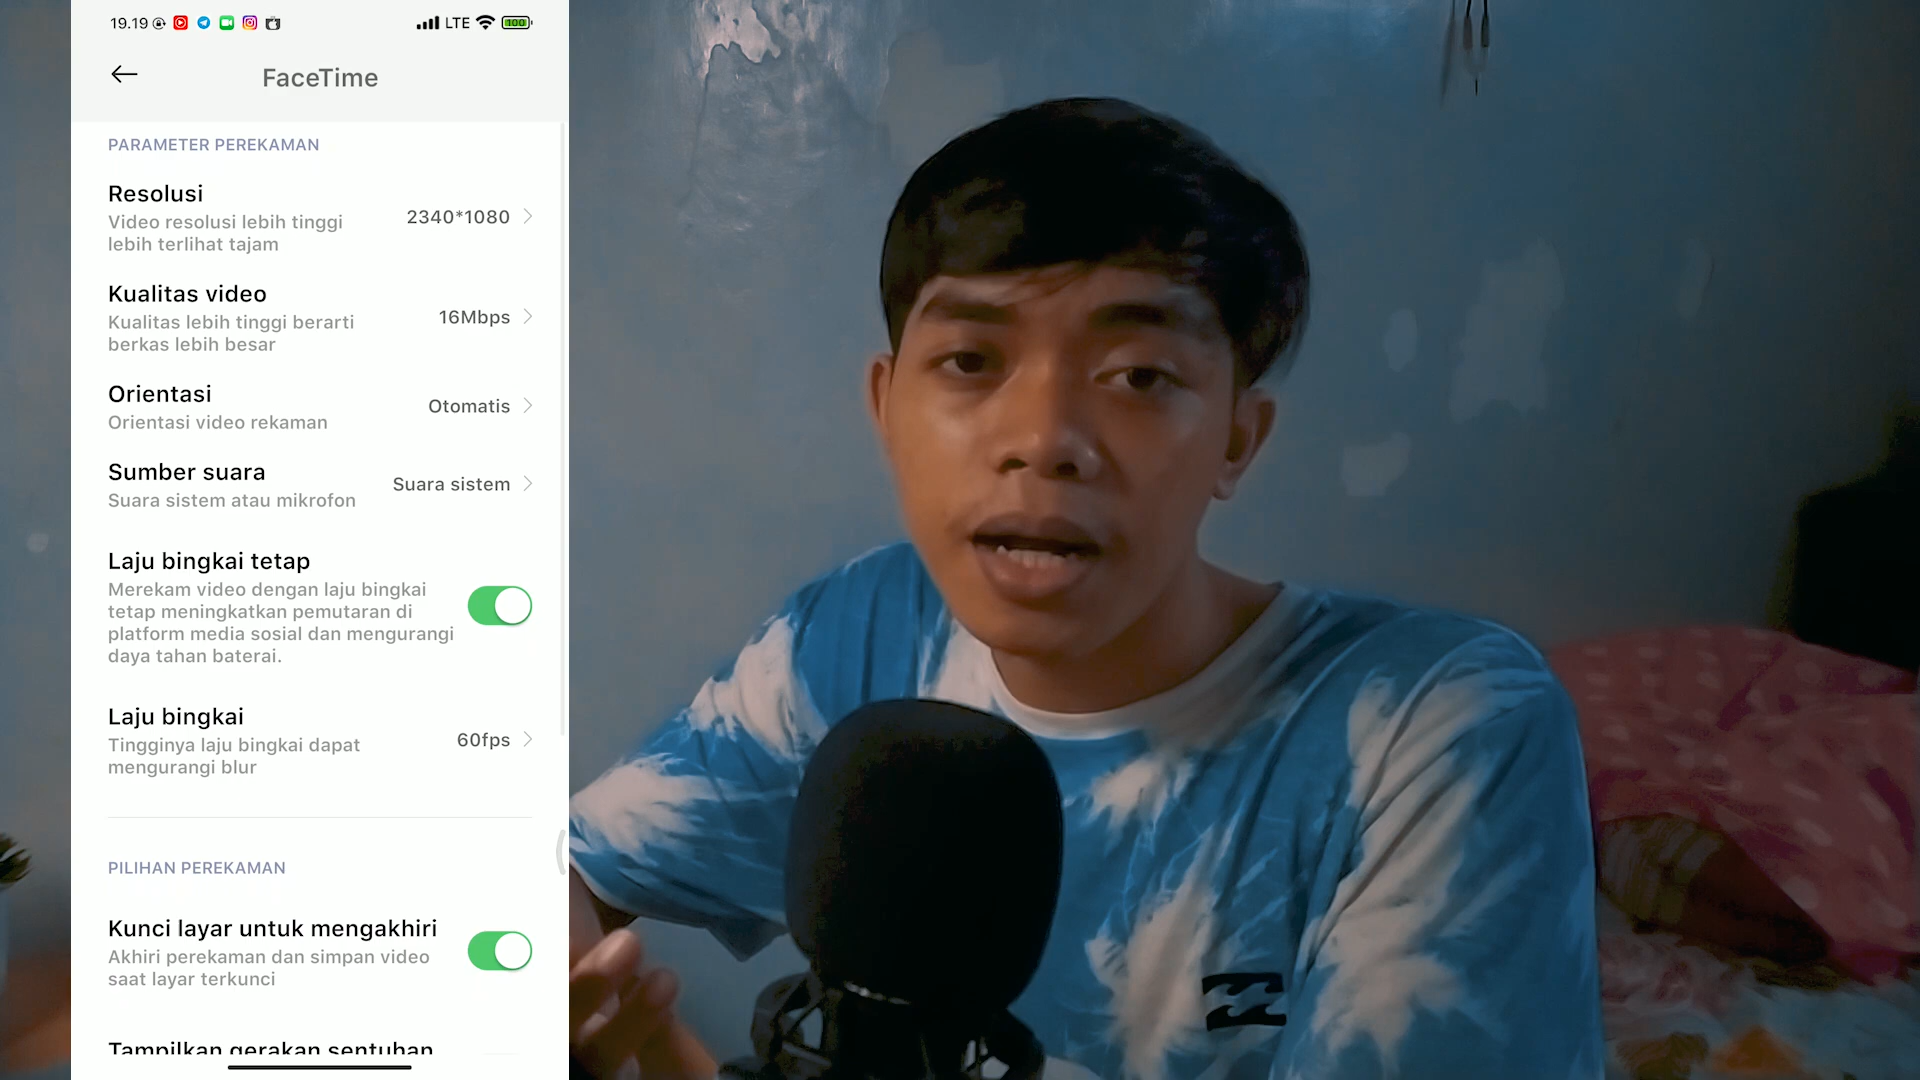 19.19
LTE
100
FaceTime
PARAMETER PEREKAMAN
Resolusi
Video resolusi lebih tinggi
lebih terlihat tajam
2340*1080
Kualitas video
Kualitas lebih tinggi berarti
berkas lebih besar
16Mbps
Orientasi
Orientasi video rekaman
Otomatis
Sumber suara
Suara sistem atau mikrofon
Suara sistem
Laju bingkai tetap
Merekam video dengan laju bingkai
tetap meningkatkan pemutaran di
platform media sosial dan mengurangi
daya tahan baterai.
Laju bingkai
Tingginya laju bingkai dapat
mengurangi blur
60fps
PILIHAN PEREKAMAN
Kunci layar untuk mengakhiri
Akhiri perekaman dan simpan video
saat layar terkunci
Tampilkan gerakan sentuhan